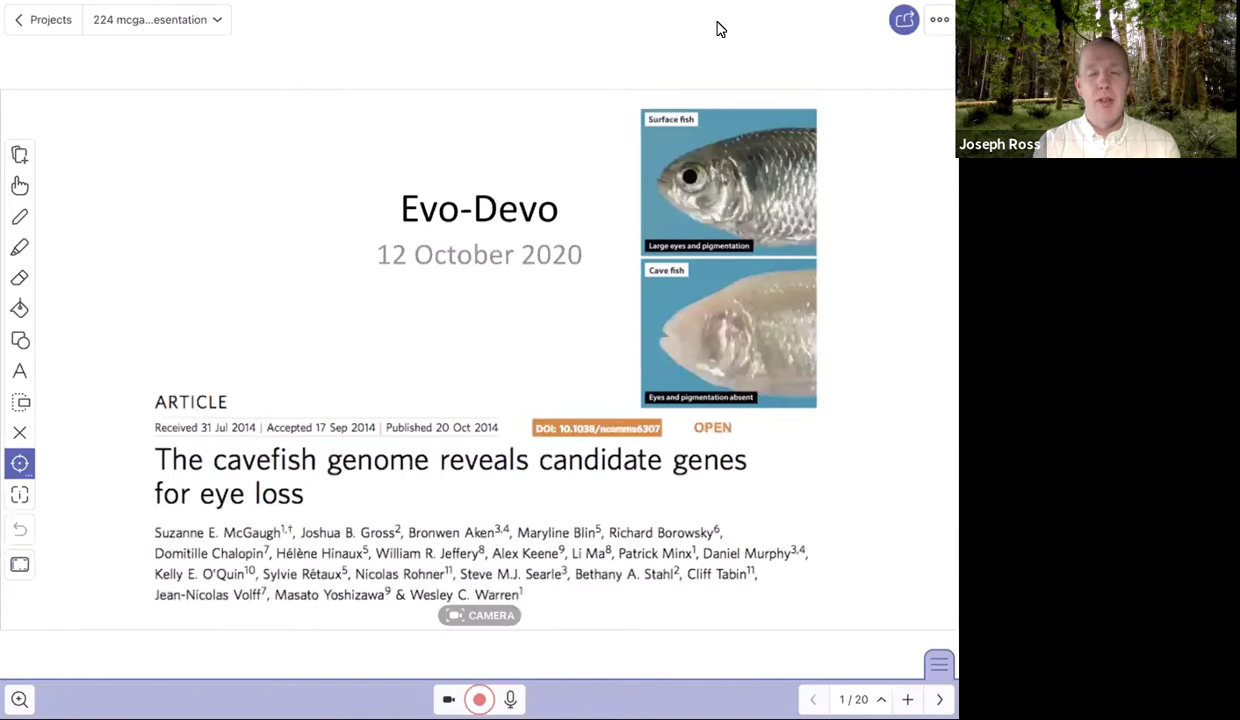 Projects
224 mcga...esentation
Joseph Ross
Surface fish
Large eyes and pigmentation
Cave fish
Eyes and pigmentation absent
Evo-Devo
12 October 2020
ARTICLE
Received 31 Jul 2014 | Accepted 17 Sep 2014 | Published 20 Oct 2014
DOI: 10.1038/ncomms6307
OPEN
The cavefish genome reveals candidate genes
for eye loss
Suzanne E. McGaugh1,†, Joshua B. Gross2, Bronwen Aken3,4, Maryline Blin5, Richard Borowsky6,
Domitille Chalopin7, Hélène Hinaux5, William R. Jeffery8, Alex Keene9, Li Ma8, Patrick Minx1, Daniel Murphy3,4,
Kelly E. O'Quin10, Sylvie Rétaux5, Nicolas Rohner11, Steve M.J. Searle3, Bethany A. Stahl2, Cliff Tabin11,
Jean-Nicolas Volff7, Masato Yoshizawa9 & Wesley C. Warren1
CAMERA
1 / 20